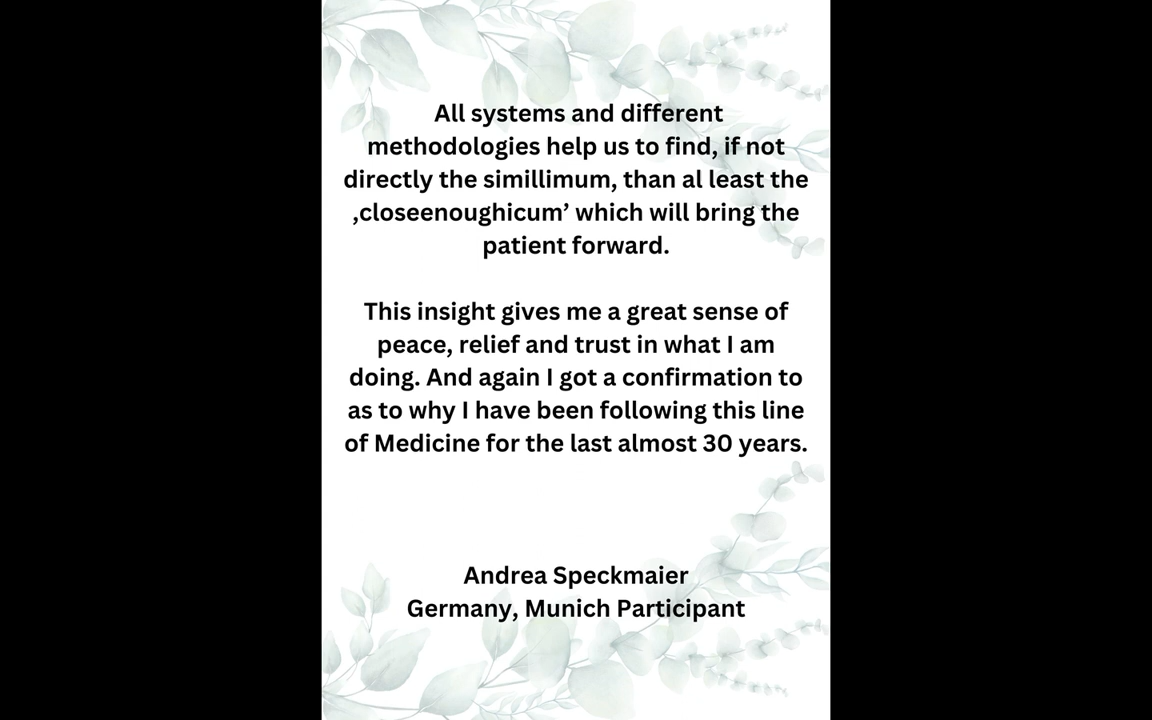 All systems and different
methodologies help us to find, if not
directly the simillimum, than al least the
‚closeenoughicum’ which will bring the
patient forward.
This insight gives me a great sense of
peace, relief and trust in what I am
doing. And again I got a confirmation to
as to why I have been following this line
of Medicine for the last almost 30 years.
Andrea Speckmaier
Germany, Munich Participant